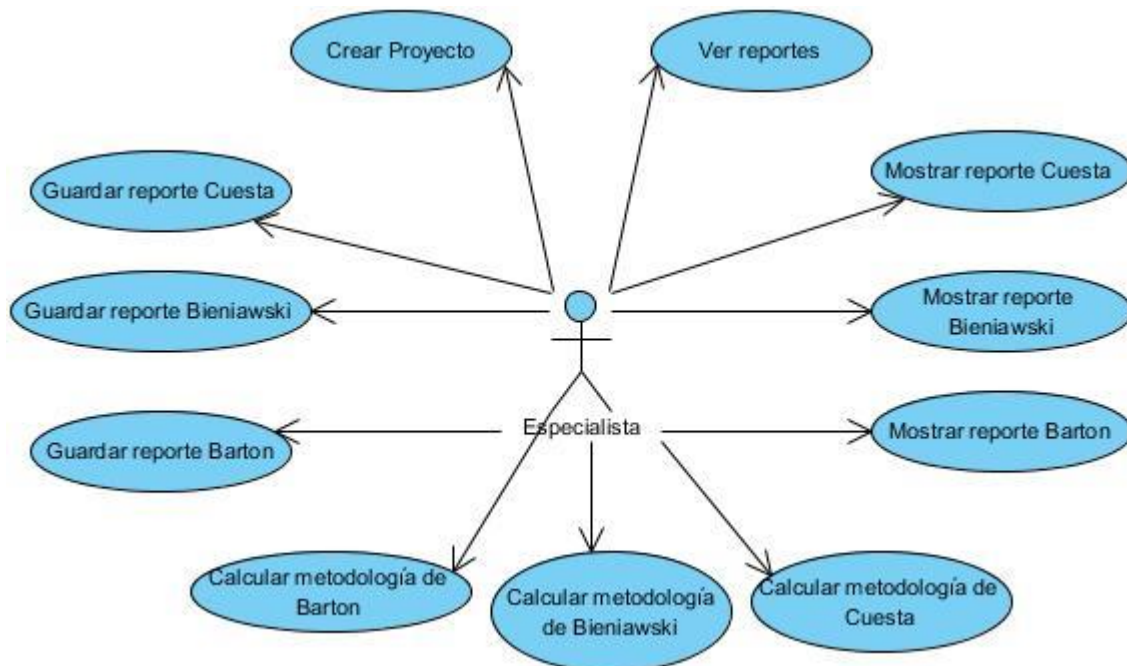 Crear Proyecto
Ver reportes
Guardar reporte Cuesta
Mostrar reporte Cuesta
Guardar reporte Bieniawski
Mostrar reporte
Bieniawski
Especialista
Guardar reporte Barton
Mostrar reporte Barton
Calcular metodología de
Barton
Calcular metodología
de Bieniawski
Calcular metodología de
Cuesta